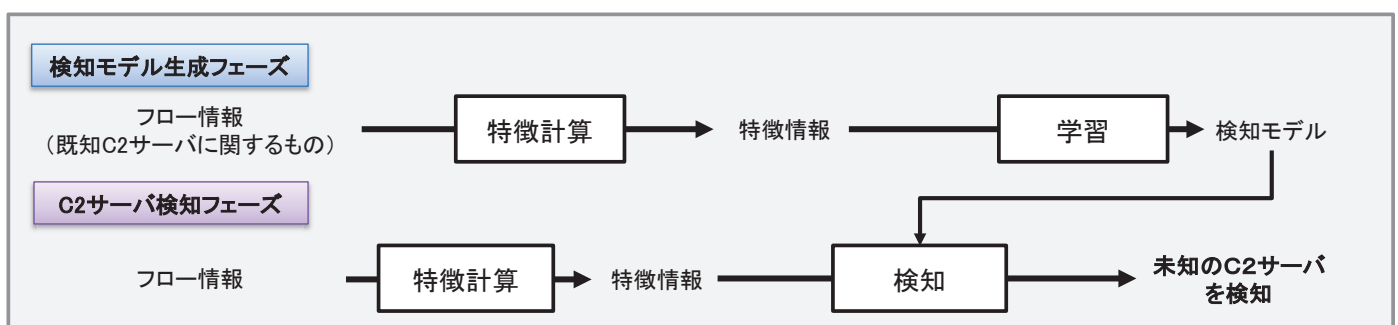 検知モデル生成フェーズ
フロー情報
（既知C2サーバに関するもの）
特徴計算
特徴情報
学習
検知モデル
C2サーバ検知フェーズ
フロー情報
特徴計算
特徴情報
検知
未知のC2サーバ
を検知